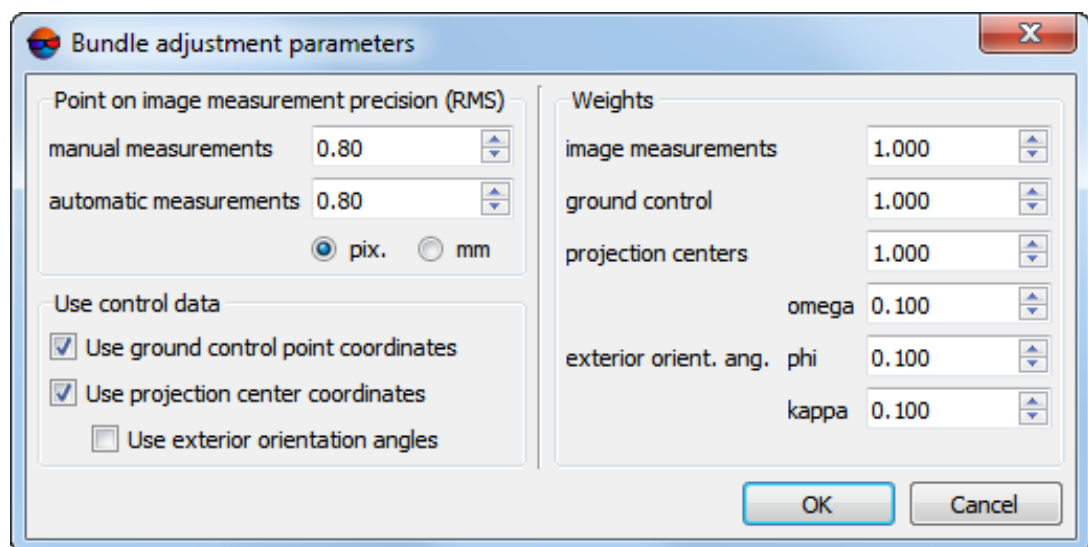 Bundle adjustment parameters
Point on image measurement precision (RMS)
manual measurements 0.80
automatic measurements 0.80
pix. mm
Use control data
Use ground control point coordinates
Use projection center coordinates
Use exterior orientation angles
Weights
image measurements 1.000
ground control 1.000
projection centers 1.000
omega 0.100
exterior orient. ang. phi 0.100
kappa 0.100
OK Cancel